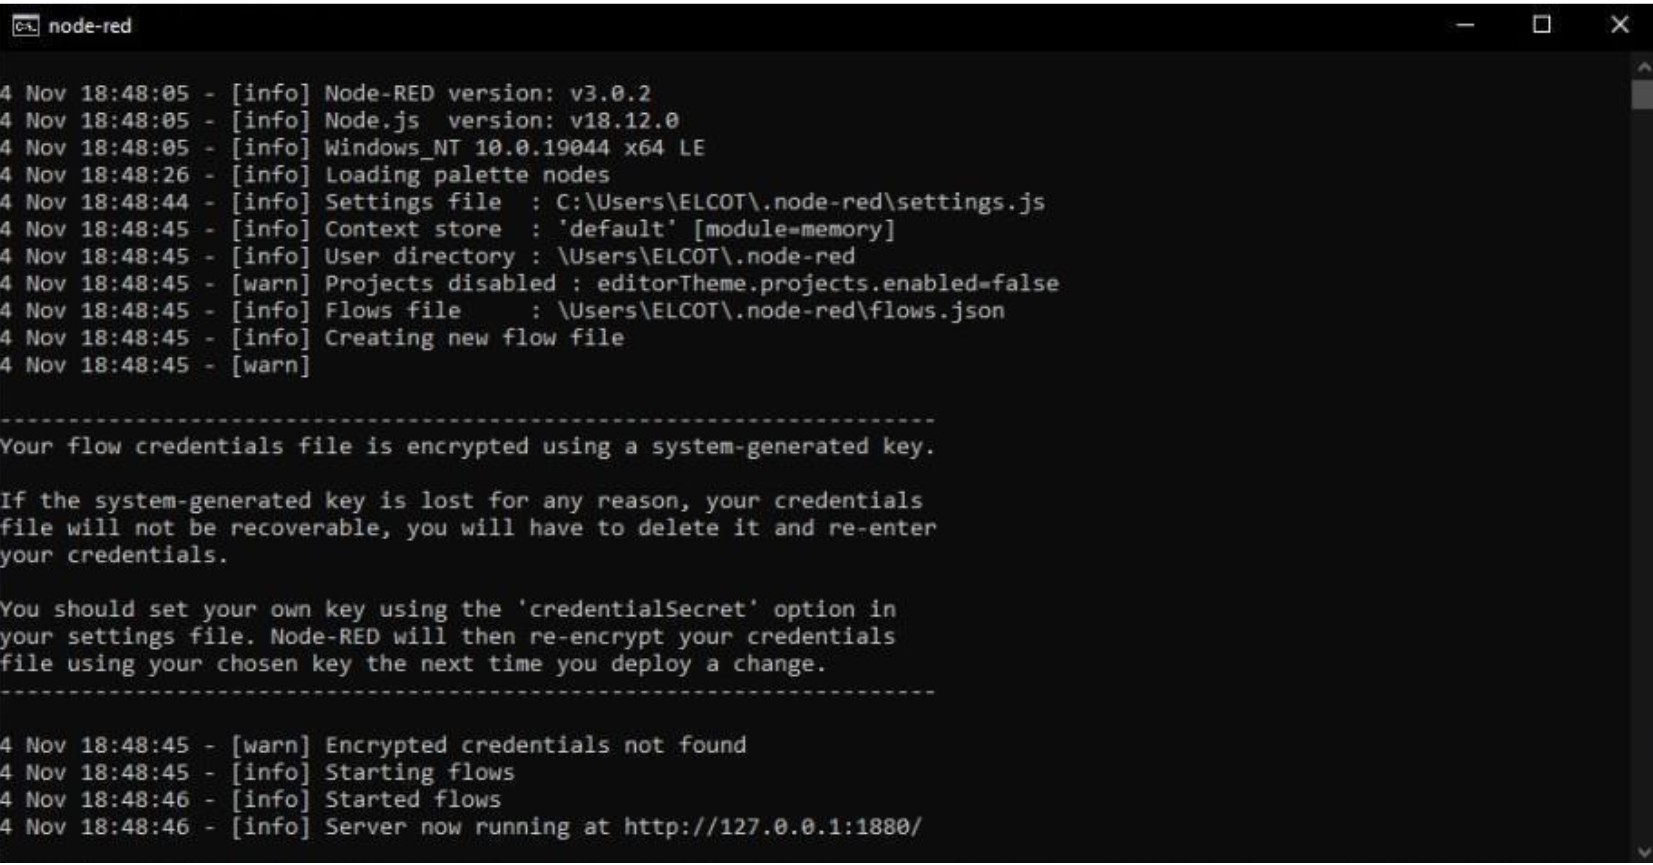 node-red
4 Nov 18:48:05 - [info] Node-RED version: v3.0.2
4 Nov 18:48:05 - [info] Node.js  version: v18.12.0
4 Nov 18:48:05 - [info] Windows_NT 10.0.19044 x64 LE
4 Nov 18:48:26 - [info] Loading palette nodes
4 Nov 18:48:44 - [info] Settings file  : C:\Users\ELCOT\.node-red\settings.js
4 Nov 18:48:45 - [info] Context store  : 'default' [module=memory]
4 Nov 18:48:45 - [info] User directory : \Users\ELCOT\.node-red
4 Nov 18:48:45 - [warn] Projects disabled : editorTheme.projects.enabled=false
4 Nov 18:48:45 - [info] Flows file     : \Users\ELCOT\.node-red\flows.json
4 Nov 18:48:45 - [info] Creating new flow file
4 Nov 18:48:45 - [warn]
---------------------------------------------------------------------
Your flow credentials file is encrypted using a system-generated key.
If the system-generated key is lost for any reason, your credentials
file will not be recoverable, you will have to delete it and re-enter
your credentials.
You should set your own key using the 'credentialSecret' option in
your settings file. Node-RED will then re-encrypt your credentials
file using your chosen key the next time you deploy a change.
---------------------------------------------------------------------
4 Nov 18:48:45 - [warn] Encrypted credentials not found
4 Nov 18:48:45 - [info] Starting flows
4 Nov 18:48:46 - [info] Started flows
4 Nov 18:48:46 - [info] Server now running at http://127.0.0.1:1880/